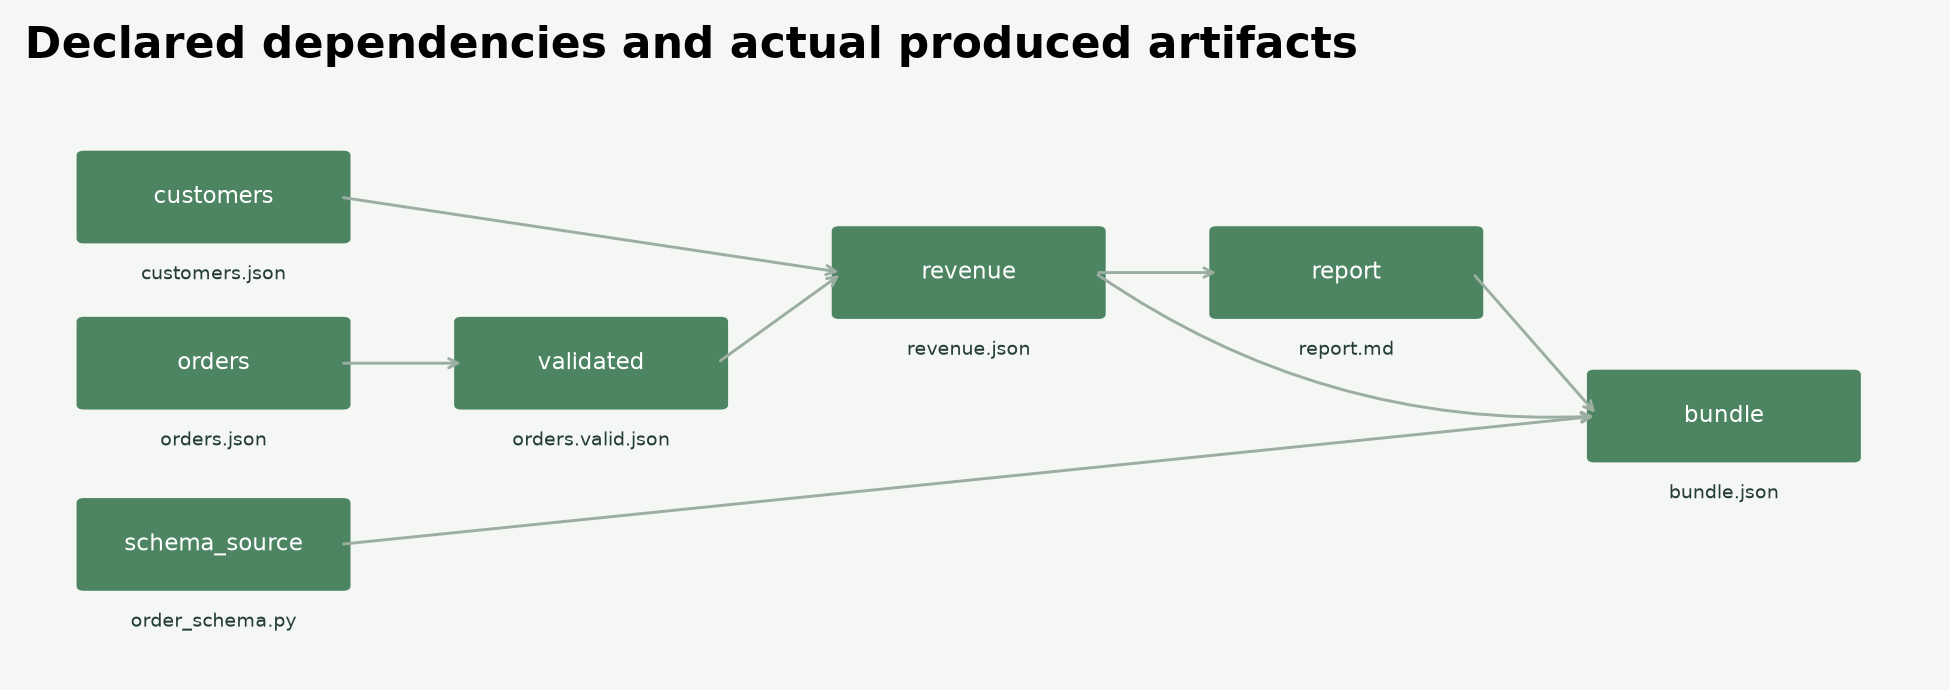 Declared dependencies and actual produced artifacts
customers
customers.json
orders
orders.json
schema_source
order_schema.py
validated
orders.valid.json
revenue
revenue.json
report
report.md
bundle
bundle.json